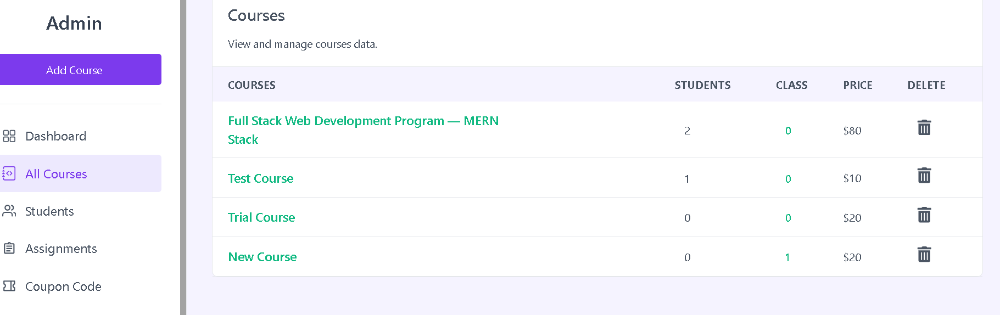 Admin
Add Course
Dashboard
All Courses
Students
Assignments
Coupon Code
Courses
View and manage courses data.
COURSES STUDENTS CLASS PRICE DELETE
Full Stack Web Development Program — MERN
Stack
2 0 $80
Test Course 1 0 $10
Trial Course 0 0 $20
New Course 0 1 $20